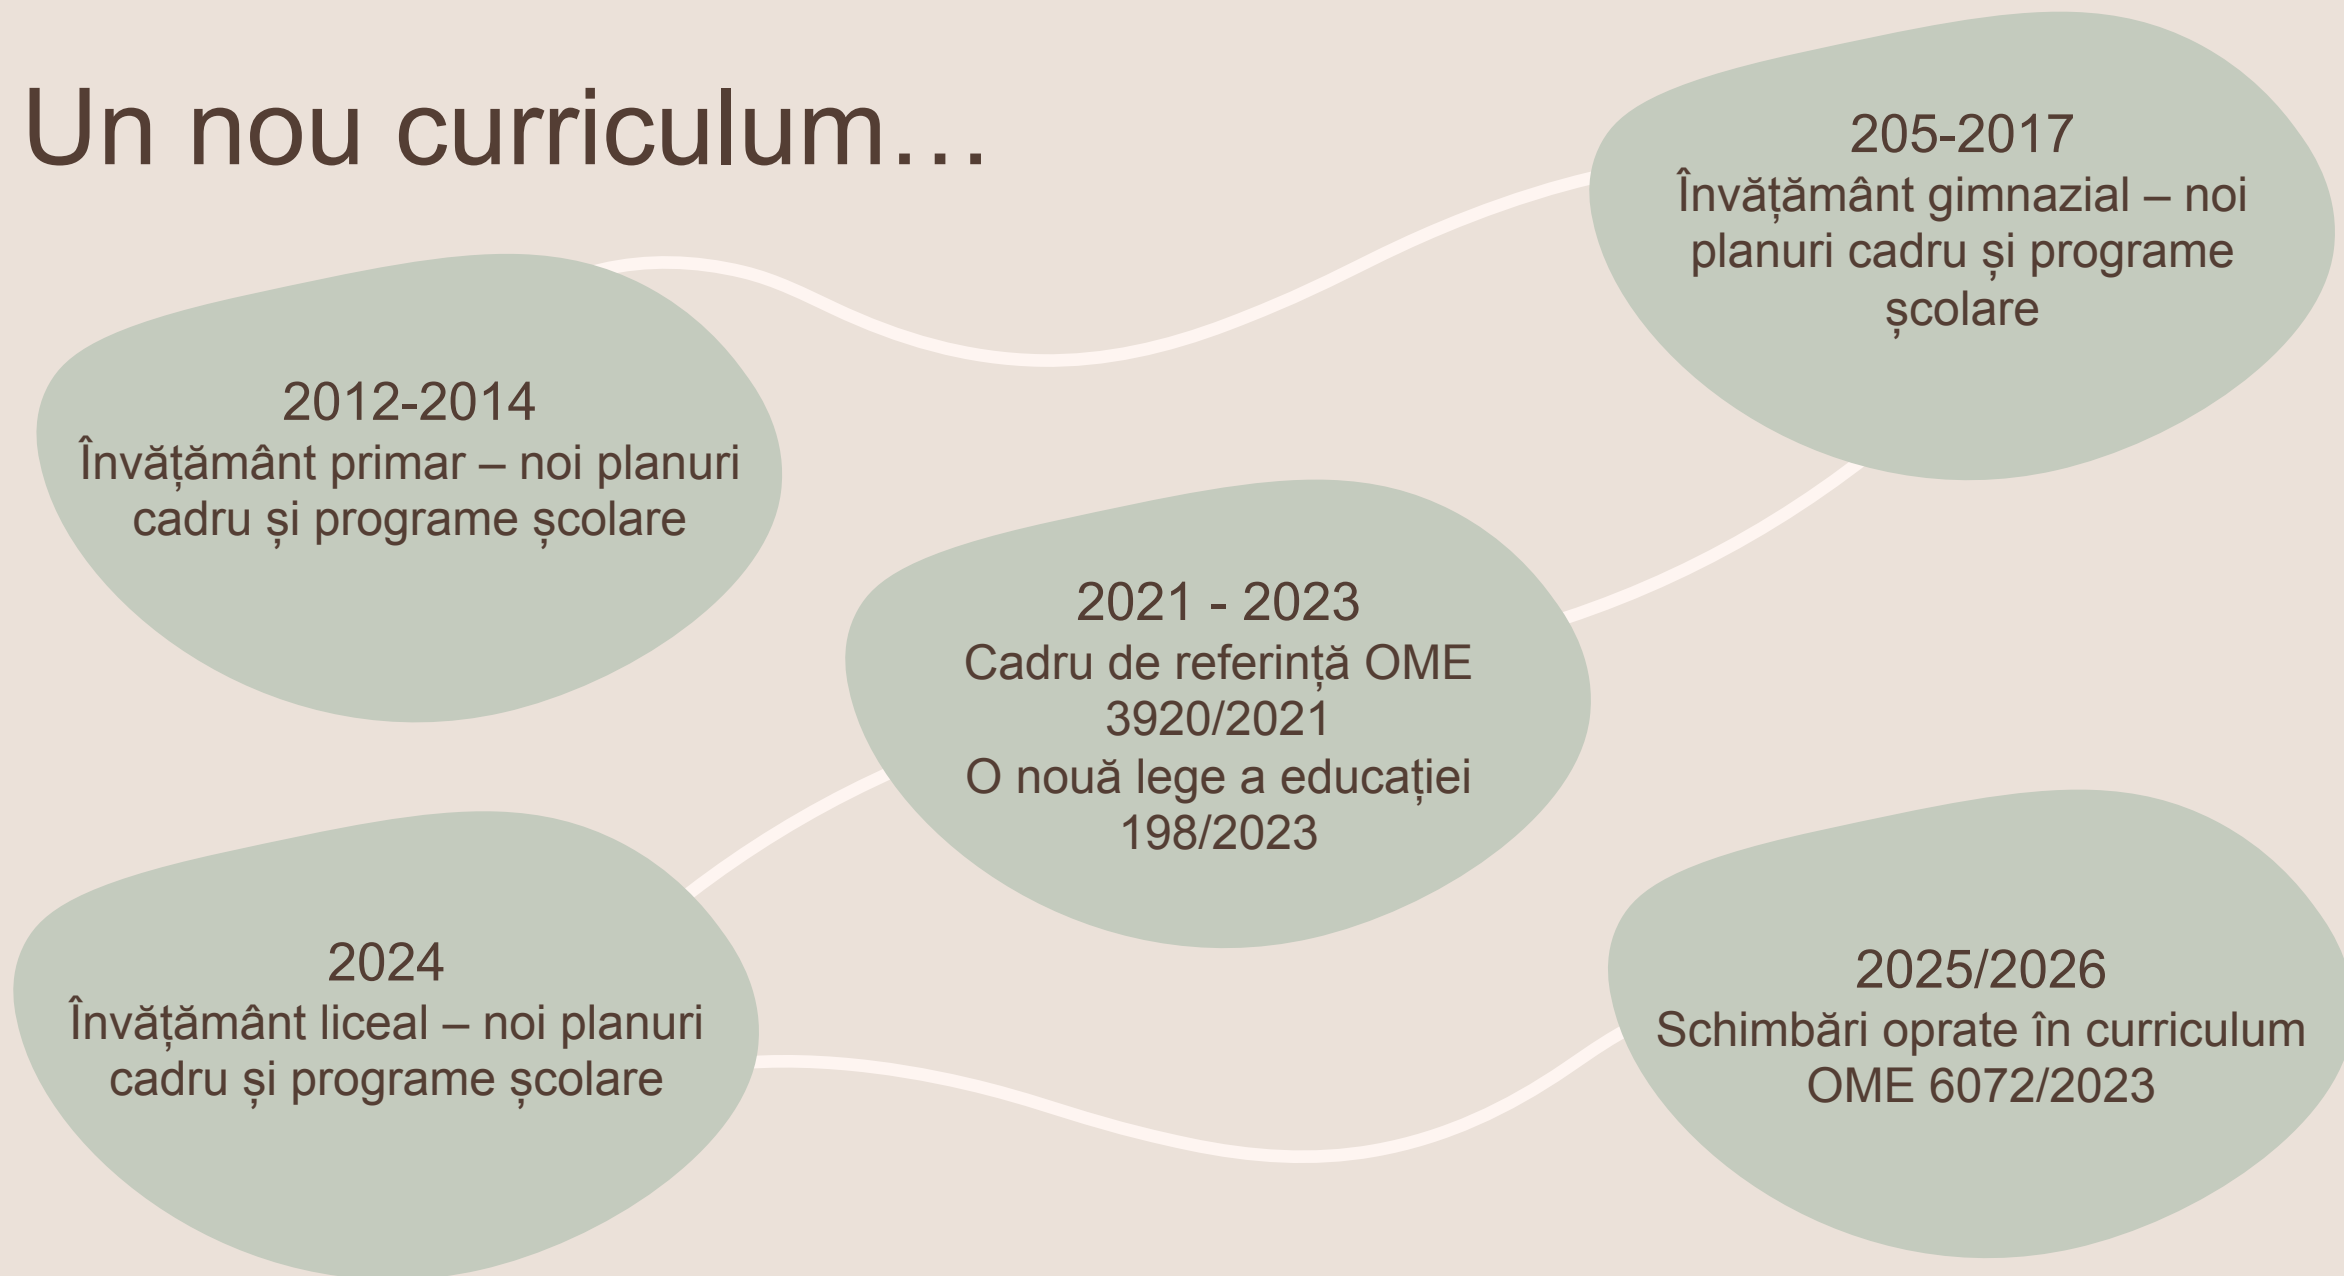 Un nou curriculum…
2012-2014
Învățământ primar – noi planuri
cadru și programe școlare
205-2017
Învățământ gimnazial – noi
planuri cadru și programe
școlare
2021 - 2023
Cadru de referință OME
3920/2021
O nouă lege a educației
198/2023
2024
Învățământ liceal – noi planuri
cadru și programe școlare
2025/2026
Schimbări oprate în curriculum
OME 6072/2023